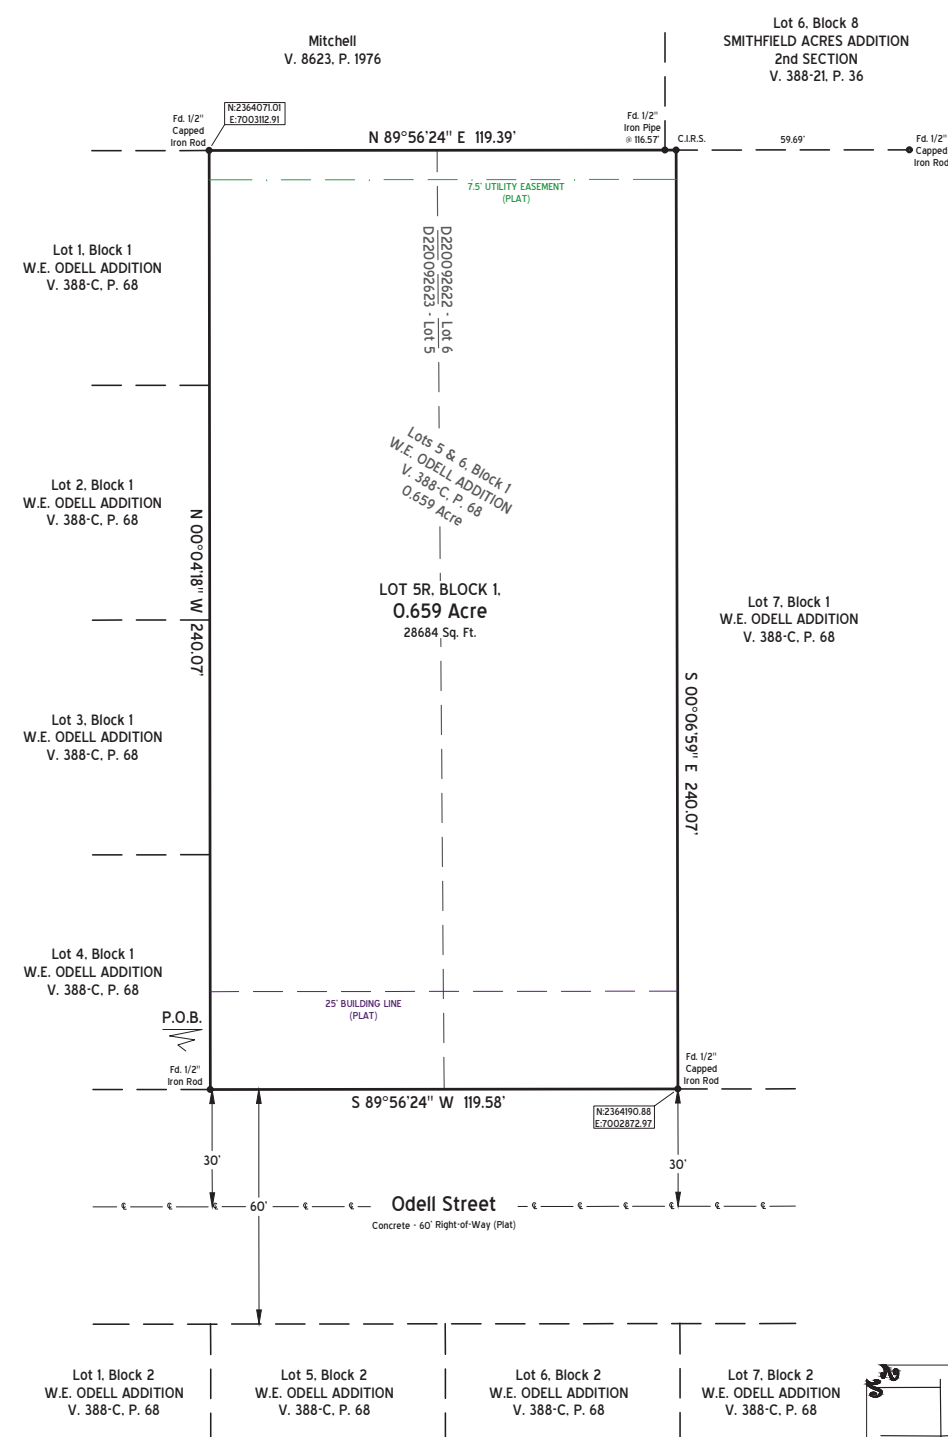 Mitchell
V. 8623, P. 1976
Lot 6, Block 8
SMITHFIELD ACRES ADDITION
2nd SECTION
V. 388-21, P. 36
Fd. 1/2"
Capped
Iron Rod
N:2364071.01
E:7003112.91
N 89°56'24" E 119.39'
Fd. 1/2"
Iron Pipe
@ 116.57'
C.I.R.S.
59.69'
Fd. 1/2"
Capped
Iron Rod
7.5' UTILITY EASEMENT
(PLAT)
D220092622 - Lot 6
D220092623 - Lot 5
Lot 1, Block 1
W.E. ODELL ADDITION
V. 388-C, P. 68
Lots 5 & 6, Block 1
W.E. ODELL ADDITION
V. 388-C, P. 68
0.659 Acre
Lot 2, Block 1
W.E. ODELL ADDITION
V. 388-C, P. 68
N 00°04'18" W 240.07'
LOT 5R, BLOCK 1,
0.659 Acre
28684 Sq. Ft.
Lot 7, Block 1
W.E. ODELL ADDITION
V. 388-C, P. 68
S 00°06'59" E 240.07'
Lot 3, Block 1
W.E. ODELL ADDITION
V. 388-C, P. 68
Lot 4, Block 1
W.E. ODELL ADDITION
V. 388-C, P. 68
25' BUILDING LINE
(PLAT)
P.O.B.
Fd. 1/2"
Iron Rod
Fd. 1/2"
Capped
Iron Rod
S 89°56'24" W 119.58'
N:2364190.88
E:7002872.97
30'
30'
60'
Odell Street
Concrete - 60' Right-of-Way (Plat)
Lot 1, Block 2
W.E. ODELL ADDITION
V. 388-C, P. 68
Lot 5, Block 2
W.E. ODELL ADDITION
V. 388-C, P. 68
Lot 6, Block 2
W.E. ODELL ADDITION
V. 388-C, P. 68
Lot 7, Block 2
W.E. ODELL ADDITION
V. 388-C, P. 68